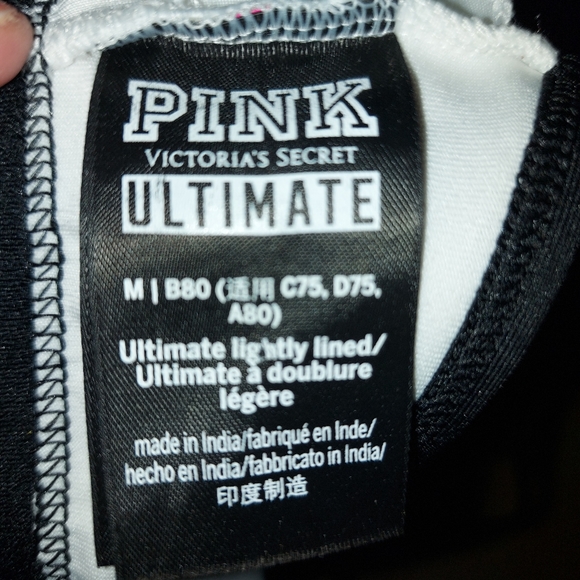 PINK
VICTORIA'S SECRET
ULTIMATE
M | B80 (适用 C75, D75,
A80)
Ultimate lightly lined/
Ultimate à doublure
légère
made in India/fabriqué en Inde/
hecho en India/fabbricato in India/
印度制造